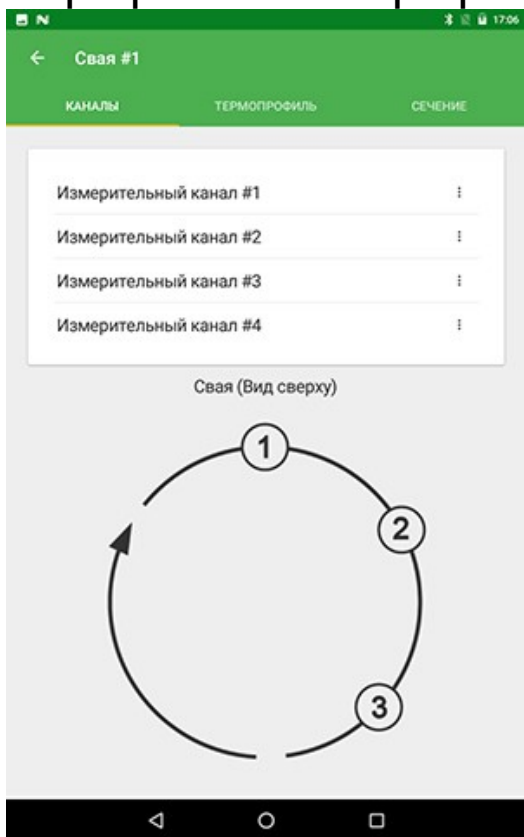 17:06
Свая #1
КАНАЛЫ
ТЕРМОПРОФИЛЬ
СЕЧЕНИЕ
Измерительный канал #1
Измерительный канал #2
Измерительный канал #3
Измерительный канал #4
Свая (Вид сверху)
1
2
3